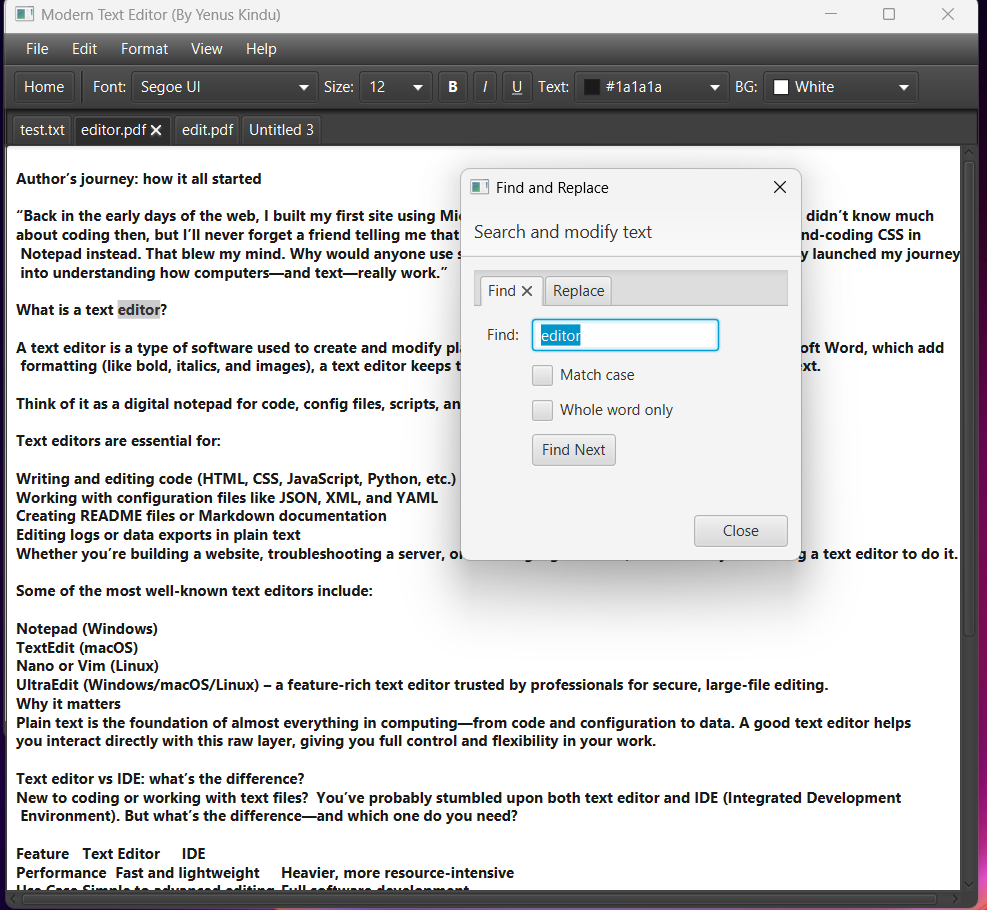 Modern Text Editor (By Yenus Kindu)
File Edit Format View Help
Home Font: Segoe UI Size: 12 B I U Text: #1a1a1a BG: White
test.txt editor.pdf edit.pdf Untitled 3
Author's journey: how it all started
“Back in the early days of the web, I built my first site using
didn't know much
about coding then, but I'll never forget a friend telling me that
CSS in
Notepad instead. That blew my mind. Why would anyone use
launched my journey
into understanding how computers—and text—really work.”
What is a text editor?
A text editor is a type of software used to create and modify
Word, which add
formatting (like bold, italics, and images), a text editor keeps
Think of it as a digital notepad for code, config files, scripts,
Text editors are essential for:
Writing and editing code (HTML, CSS, JavaScript, Python, etc.)
Working with configuration files like JSON, XML, and YAML
Creating README files or Markdown documentation
Editing logs or data exports in plain text
Whether you're building a website, troubleshooting a server,
a text editor to do it.
Some of the most well-known text editors include:
Notepad (Windows)
TextEdit (macOS)
Nano or Vim (Linux)
UltraEdit (Windows/macOS/Linux) – a feature-rich text editor trusted by professionals for secure, large-file editing.
Why it matters
Plain text is the foundation of almost everything in computing—from code and configuration to data. A good text editor helps
you interact directly with this raw layer, giving you full control and flexibility in your work.
Text editor vs IDE: what's the difference?
New to coding or working with text files? You've probably stumbled upon both text editor and IDE (Integrated Development
Environment). But what's the difference—and which one do you need?
Feature Text Editor IDE
Performance Fast and lightweight Heavier, more resource-intensive
Use Case Simple to advanced editing Full software development
Find and Replace
Search and modify text
Find Replace
Find: editor
Match case
Whole word only
Find Next
Close